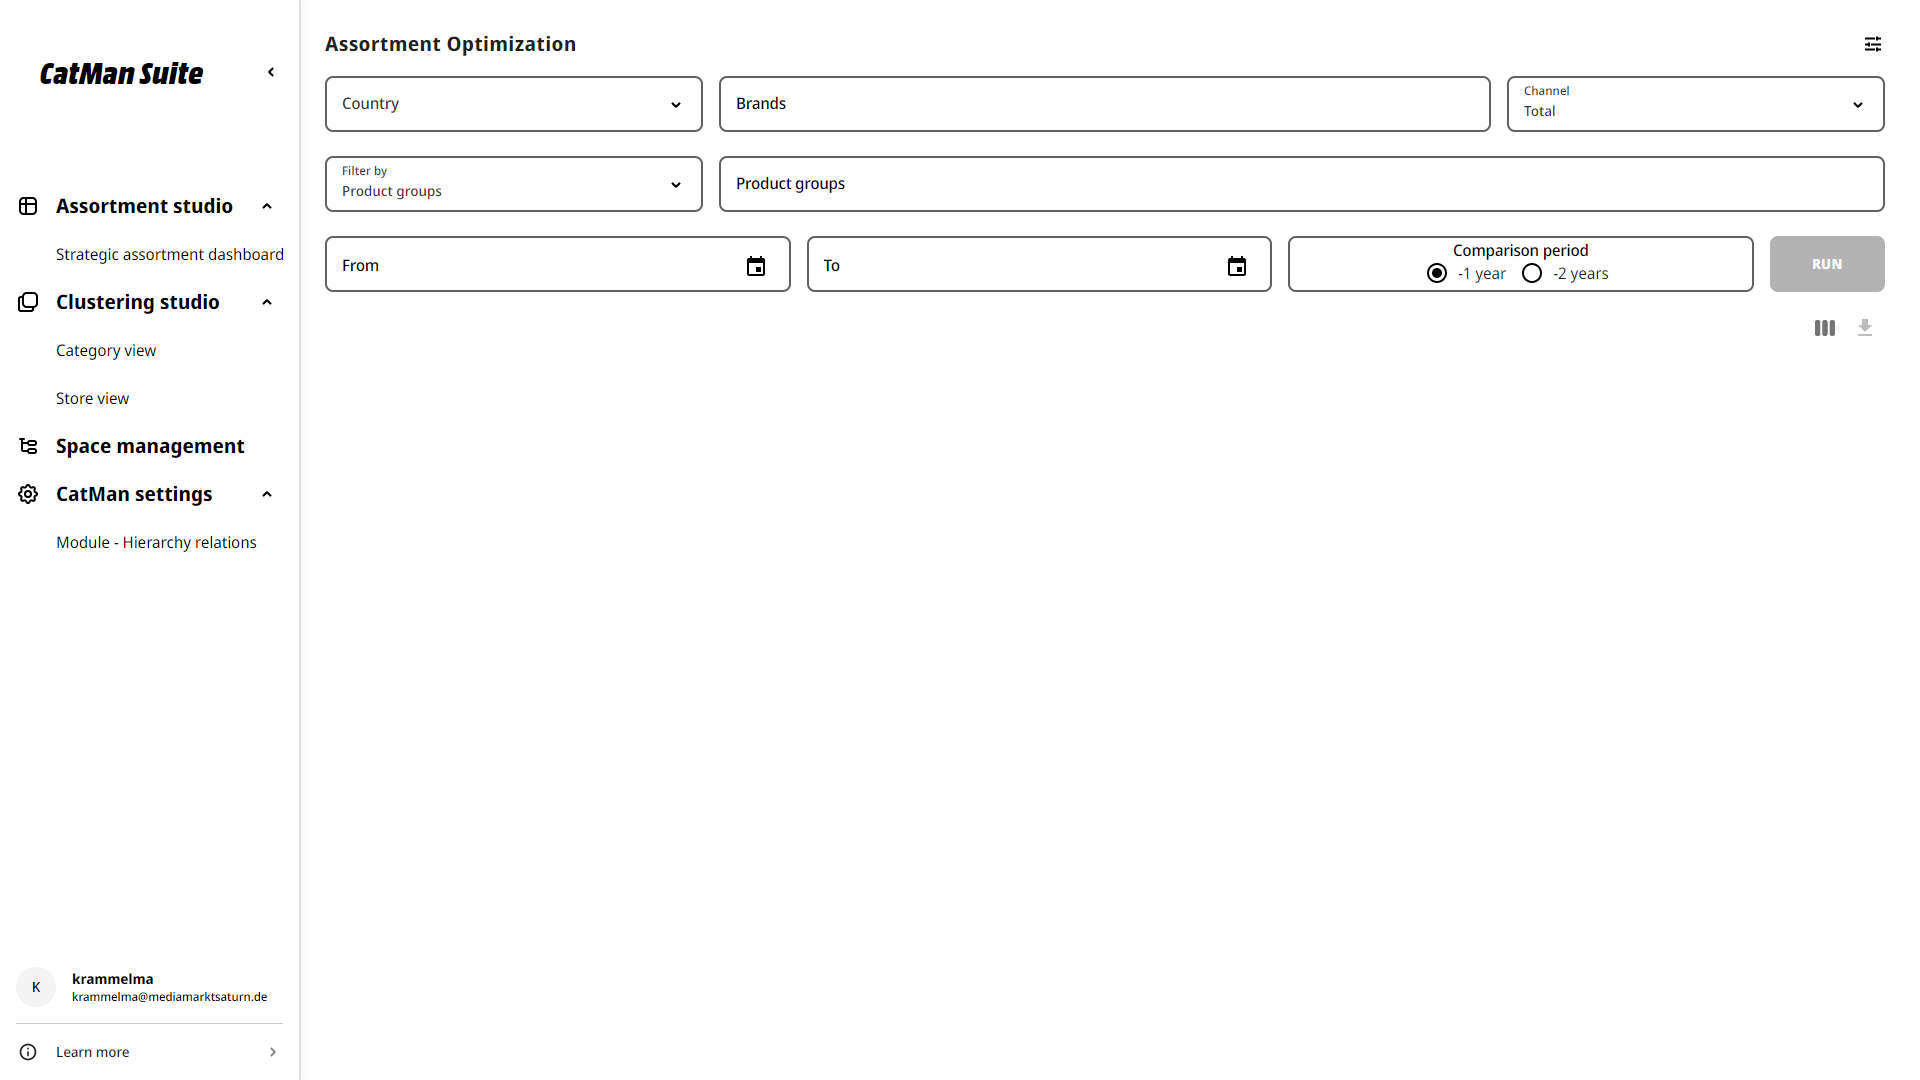 CatMan Suite
Assortment studio
Strategic assortment dashboard
Clustering studio
Category view
Store view
Space management
CatMan settings
Module - Hierarchy relations
K
krammelma
krammelma@mediamarktsaturn.de
Learn more
Assortment Optimization
Country
Brands
Channel
Total
Filter by
Product groups
Product groups
From
To
Comparison period
-1 year
-2 years
RUN